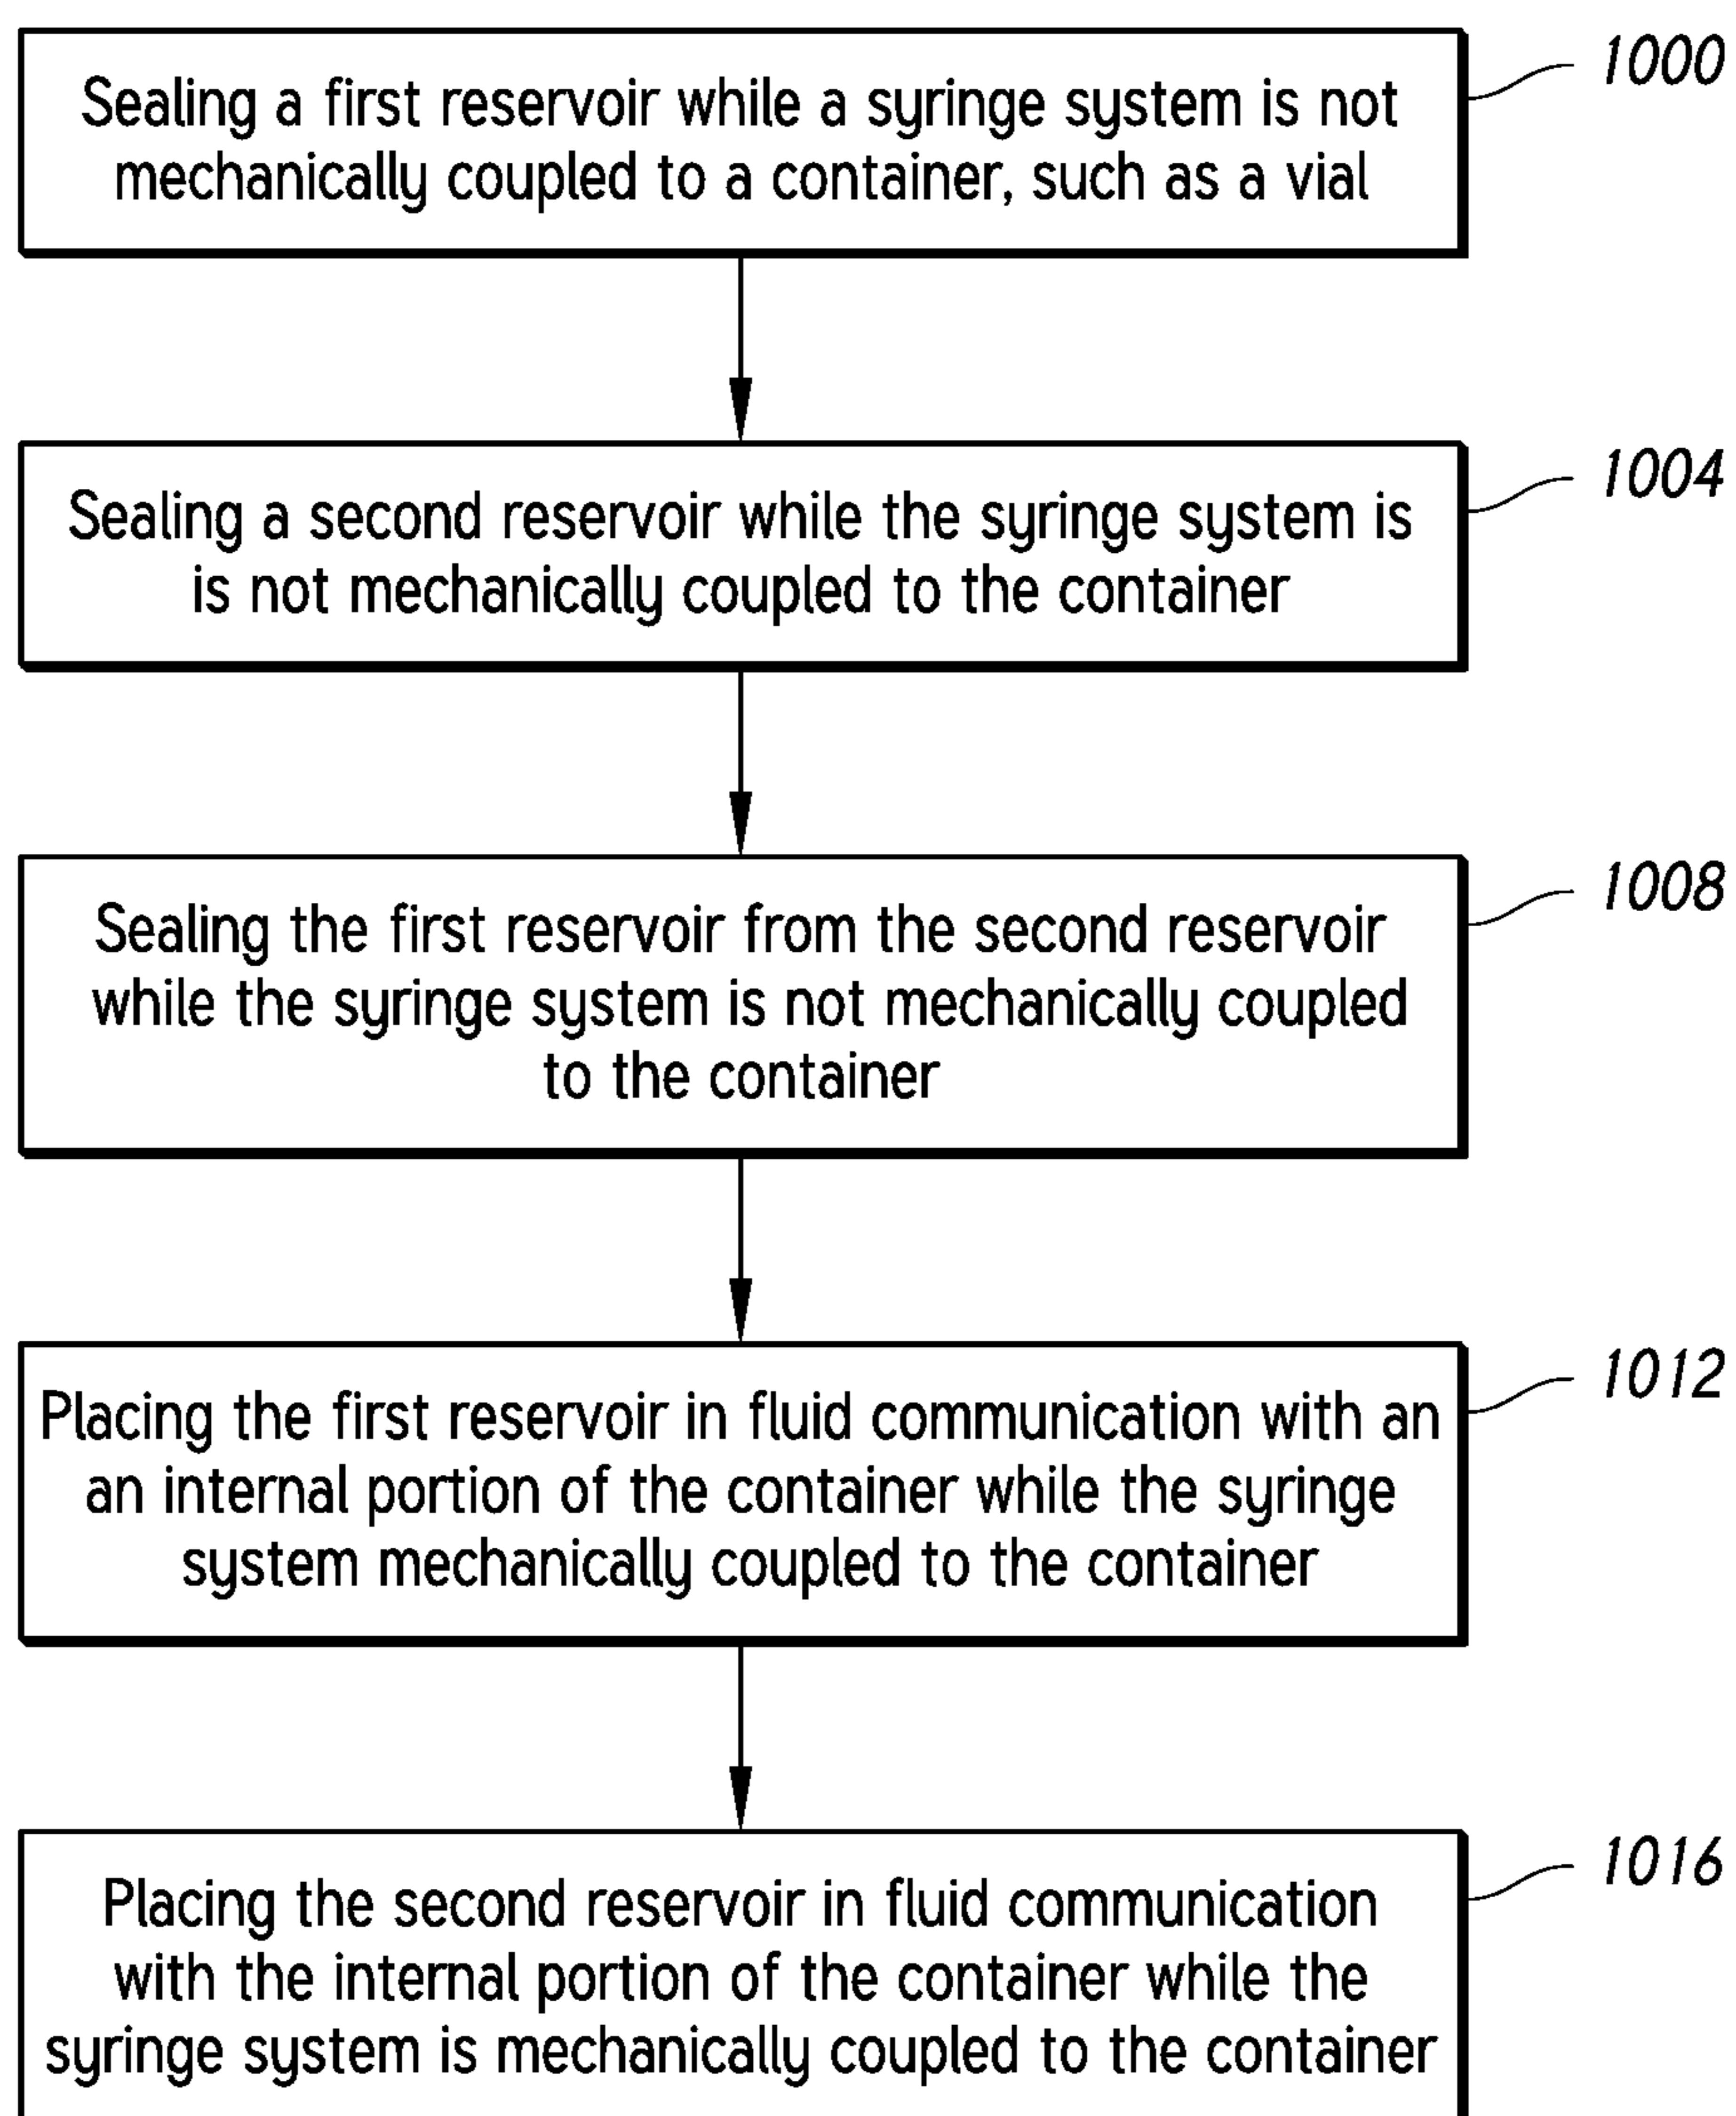 Sealing a first reservoir while a syringe system is not
mechanically coupled to a container, such as a vial
1000
Sealing a second reservoir while the syringe system is
is not mechanically coupled to the container
1004
Sealing the first reservoir from the second reservoir
while the syringe system is not mechanically coupled
to the container
1008
Placing the first reservoir in fluid communication with an
an internal portion of the container while the syringe
system mechanically coupled to the container
1012
Placing the second reservoir in fluid communication
with the internal portion of the container while the
syringe system is mechanically coupled to the container
1016